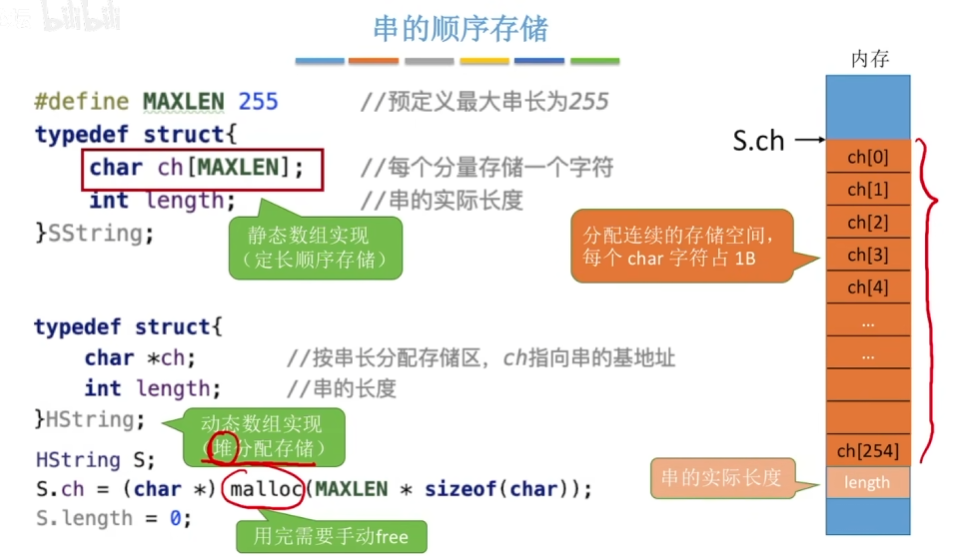 bilibili
串的顺序存储
#define MAXLEN 255 //预定义最大串长为255
typedef struct{
char ch[MAXLEN]; //每个分量存储一个字符
int length; //串的实际长度
}SString;
静态数组实现
（定长顺序存储）
typedef struct{
char *ch; //按串长分配存储区，ch指向串的基地址
int length; //串的长度
}HString;
动态数组实现
（堆分配存储）
HString S;
S.ch = (char *) malloc(MAXLEN * sizeof(char));
S.length = 0;
用完需要手动free
分配连续的存储空间，
每个 char 字符占 1B
串的实际长度
内存
S.ch
ch[0]
ch[1]
ch[2]
ch[3]
ch[4]
...
...
ch[254]
length